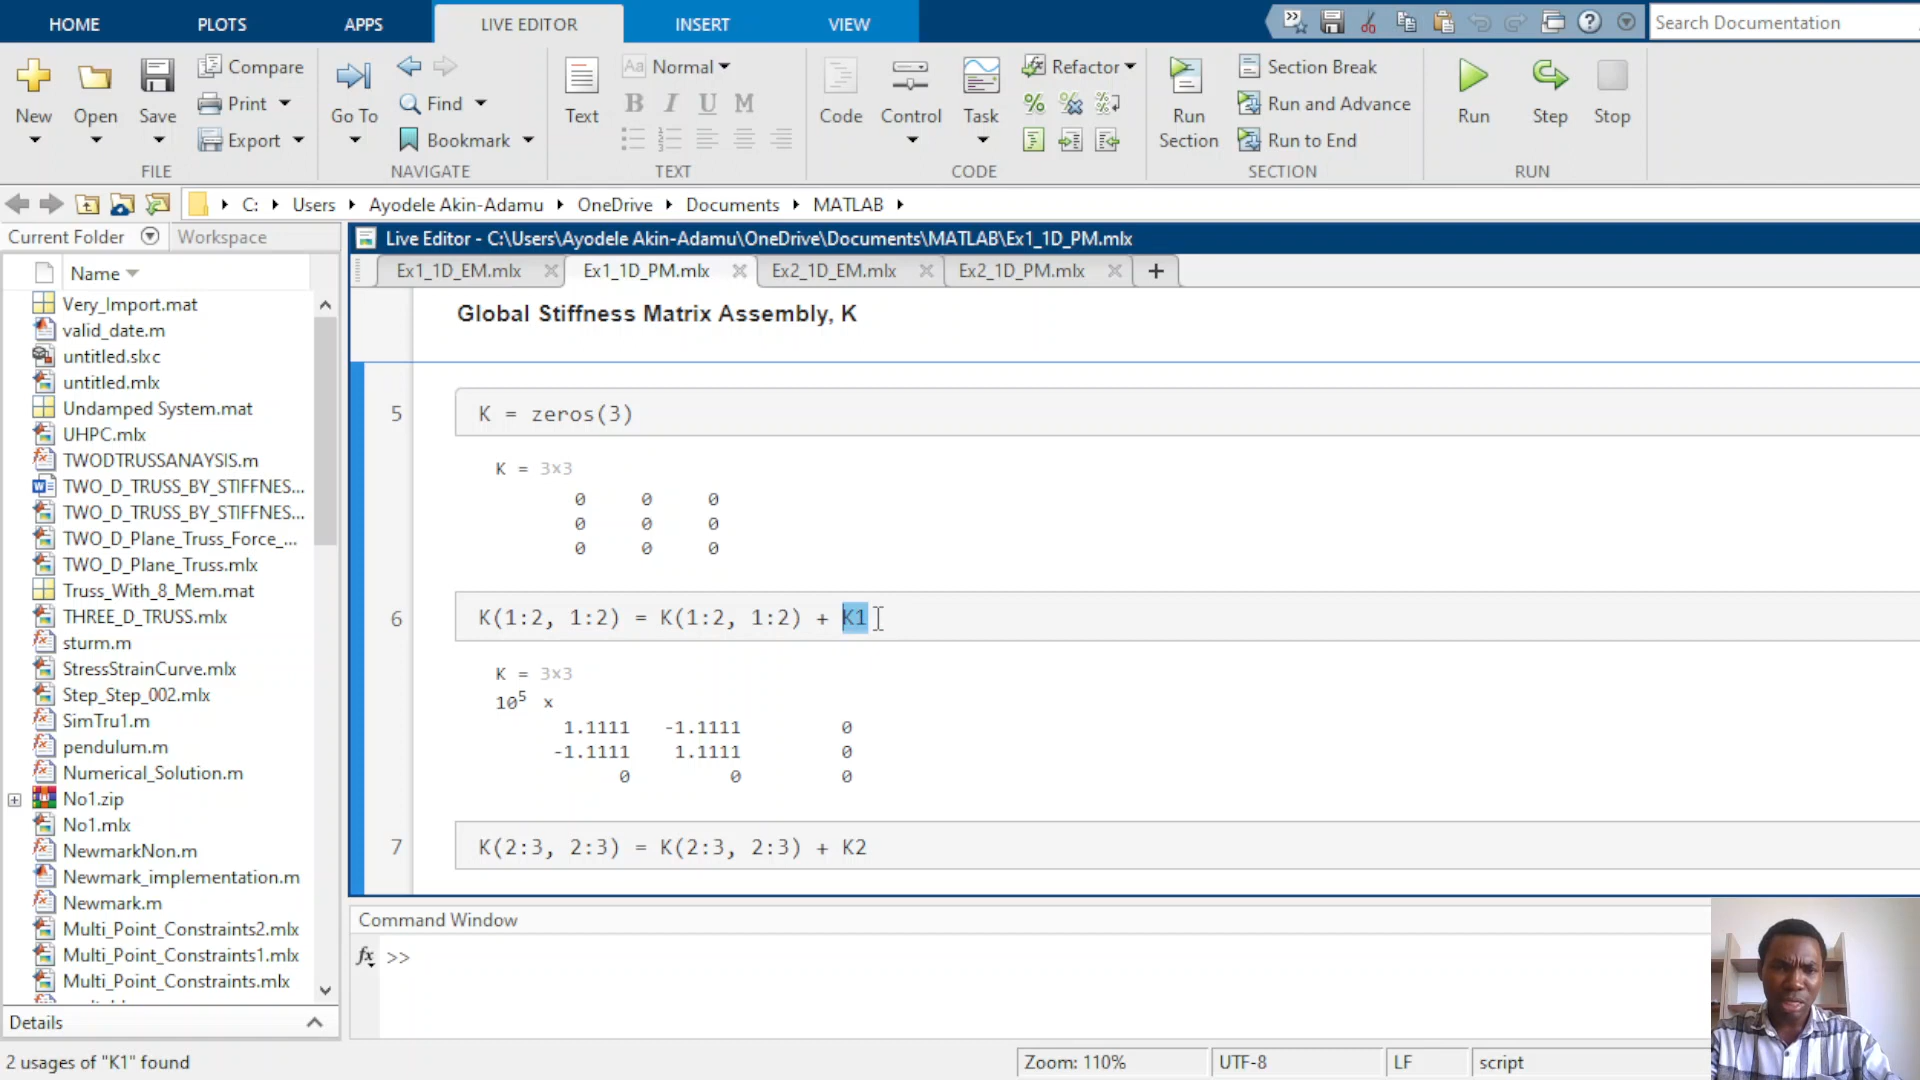 HOME
PLOTS
APPS
LIVE EDITOR
INSERT
VIEW
Search Documentation
New
Open
Save
Compare
Print
Export
FILE
Go To
Find
Bookmark
NAVIGATE
Text
Aa Normal
B I U M
TEXT
Code
Control
Task
Refactor
CODE
Run Section
Section Break
Run and Advance
Run to End
SECTION
Run
Step
Stop
RUN
C: Users Ayodele Akin-Adamu OneDrive Documents MATLAB
Current Folder
Workspace
Name
Very_Import.mat
valid_date.m
untitled.slxc
untitled.mlx
Undamped System.mat
UHPC.mlx
TWODTRUSSANAYSIS.m
TWO_D_TRUSS_BY_STIFFNES...
TWO_D_TRUSS_BY_STIFFNES...
TWO_D_Plane_Truss_Force_...
TWO_D_Plane_Truss.mlx
Truss_With_8_Mem.mat
THREE_D_TRUSS.mlx
sturm.m
StressStrainCurve.mlx
Step_Step_002.mlx
SimTru1.m
pendulum.m
Numerical_Solution.m
No1.zip
No1.mlx
NewmarkNon.m
Newmark_implementation.m
Newmark.m
Multi_Point_Constraints2.mlx
Multi_Point_Constraints1.mlx
Multi_Point_Constraints.mlx
Details
2 usages of "K1" found
Live Editor - C:\Users\Ayodele Akin-Adamu\OneDrive\Documents\MATLAB\Ex1_1D_PM.mlx
Ex1_1D_EM.mlx
Ex1_1D_PM.mlx
Ex2_1D_EM.mlx
Ex2_1D_PM.mlx
Global Stiffness Matrix Assembly, K
5 K = zeros(3)
K = 3×3
0 0 0
0 0 0
0 0 0
6 K(1:2, 1:2) = K(1:2, 1:2) + K1
K = 3×3
10⁵ ×
1.1111 -1.1111 0
-1.1111 1.1111 0
0 0 0
7 K(2:3, 2:3) = K(2:3, 2:3) + K2
Command Window
fx >>
Zoom: 110%
UTF-8
LF
script